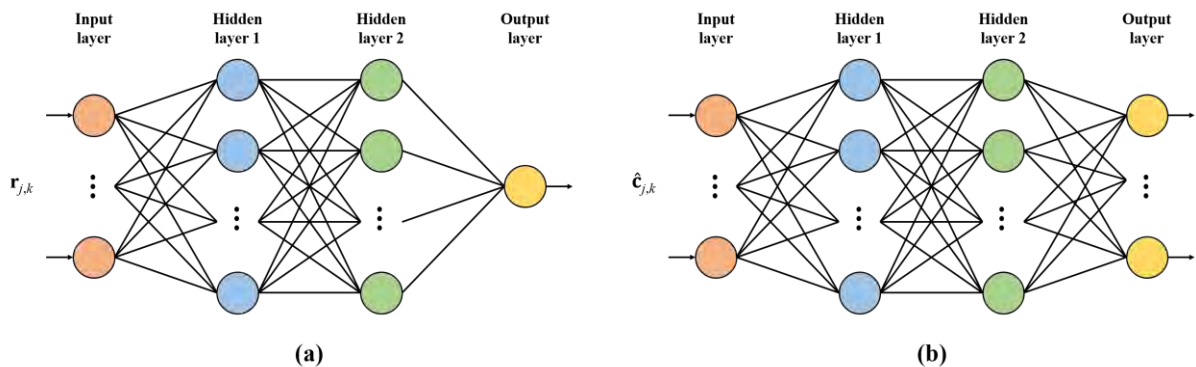 Input
layer
Hidden
layer 1
Hidden
layer 2
Output
layer
r_{j,k}
(a)
Input
layer
Hidden
layer 1
Hidden
layer 2
Output
layer
ĉ_{j,k}
(b)